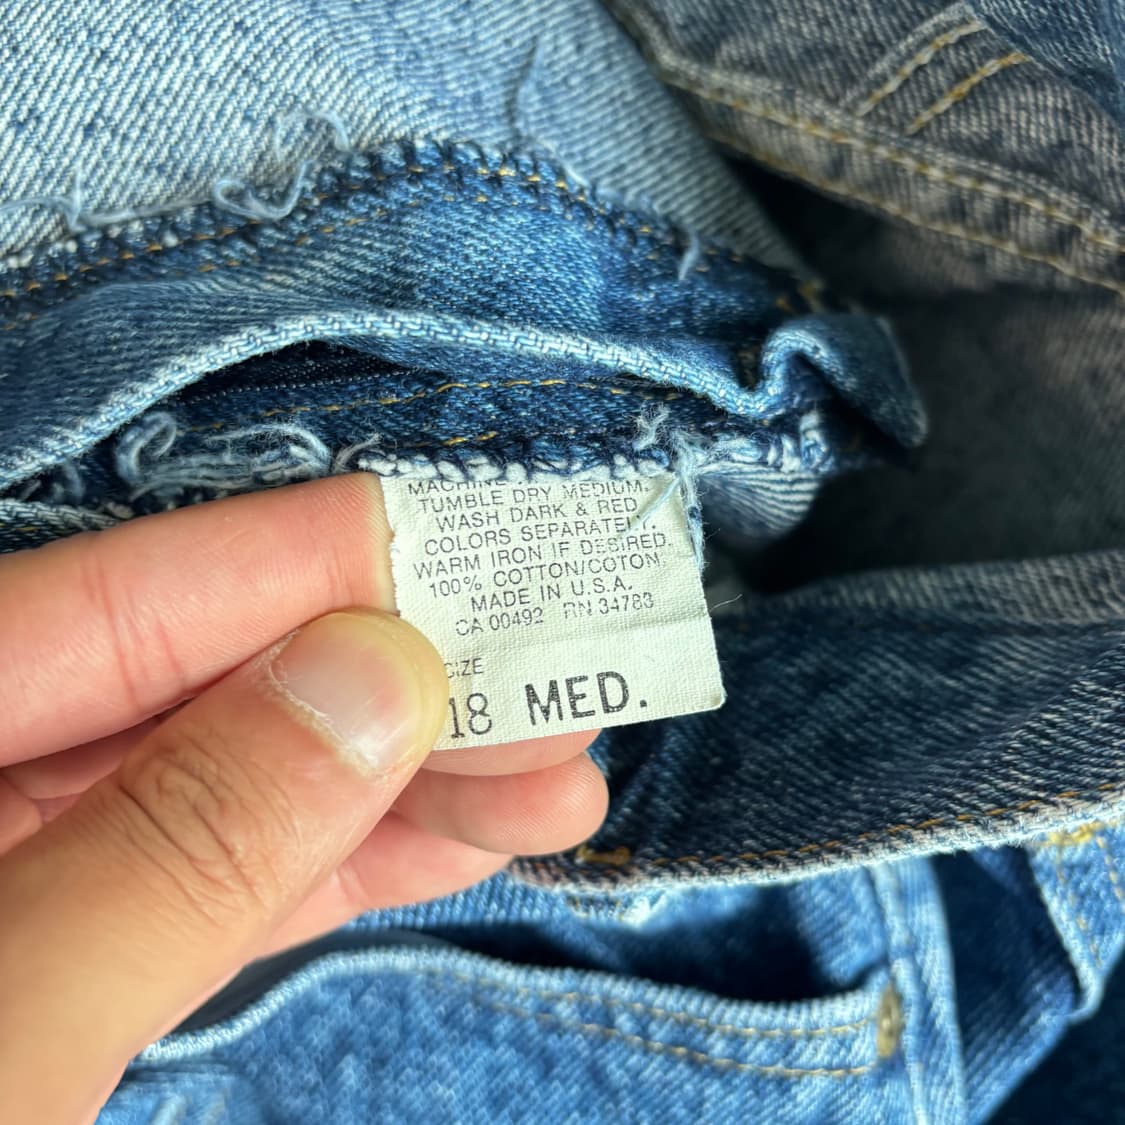 MACHINE
TUMBLE DRY MEDIUM.
WASH DARK & RED
COLORS SEPARATELY.
WARM IRON IF DESIRED.
100% COTTON/COTON.
MADE IN U.S.A.
CA 00492 RN 34783
SIZE
18 MED.